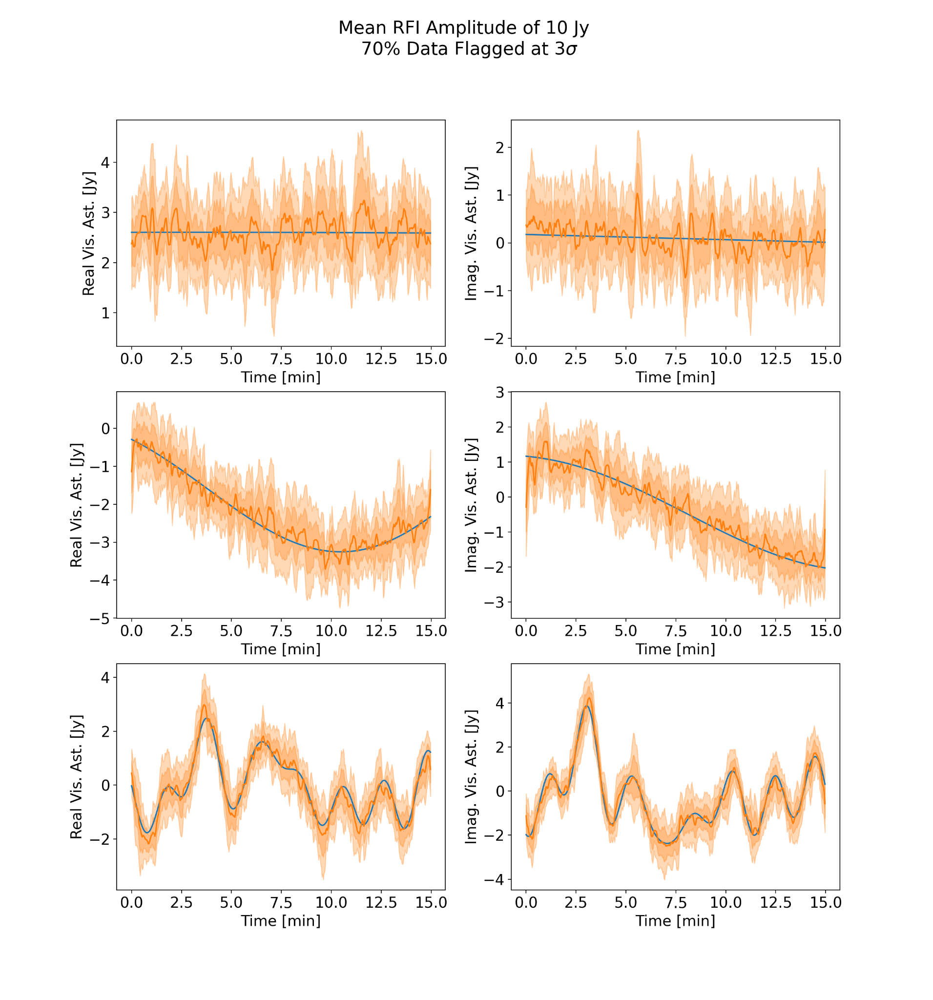 Mean RFI Amplitude of 10 Jy
70% Data Flagged at 3σ
Real Vis. Ast. [Jy]
4
3
2
1
0.0 2.5 5.0 7.5 10.0 12.5 15.0
Time [min]
Imag. Vis. Ast. [Jy]
2
1
0
−1
−2
0.0 2.5 5.0 7.5 10.0 12.5 15.0
Time [min]
Real Vis. Ast. [Jy]
0
−1
−2
−3
−4
−5
0.0 2.5 5.0 7.5 10.0 12.5 15.0
Time [min]
Imag. Vis. Ast. [Jy]
3
2
1
0
−1
−2
−3
0.0 2.5 5.0 7.5 10.0 12.5 15.0
Time [min]
Real Vis. Ast. [Jy]
4
2
0
−2
0.0 2.5 5.0 7.5 10.0 12.5 15.0
Time [min]
Imag. Vis. Ast. [Jy]
4
2
0
−2
−4
0.0 2.5 5.0 7.5 10.0 12.5 15.0
Time [min]